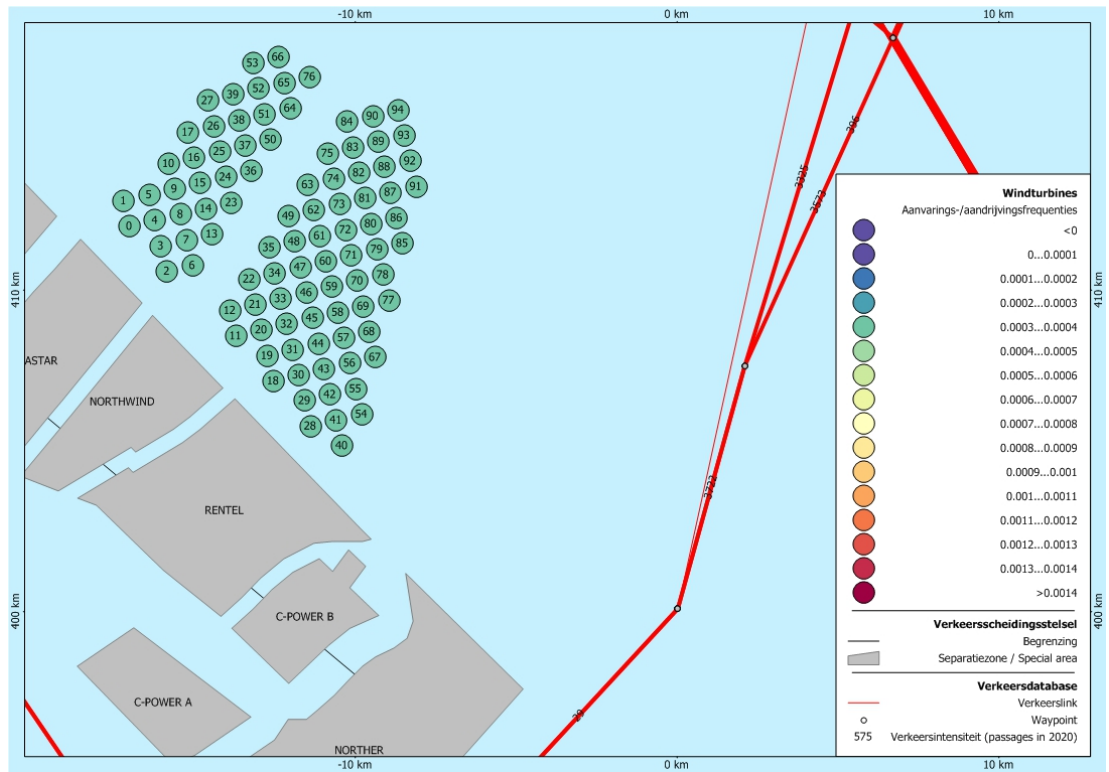 -10 km
0 km
10 km
53 66
27 39 52 65 76
17 26 38 51 64
10 16 25 37 50
1 5 9 15 24 36
0 4 8 14 23
3 7 13
2 6
84 90 94
75 83 89 93
63 74 82 88 92
49 62 73 81 87 91
35 48 61 72 80 86
22 34 47 60 71 79 85
12 21 33 46 59 70 78
11 20 32 45 58 69 77
19 31 44 57 68
18 30 43 56 67
29 42 55
28 41 54
40
396
3325
3573
3722
29
410 km
410 km
400 km
400 km
ASTAR
NORTHWIND
RENTEL
C-POWER B
C-POWER A
NORTHER
-10 km
0 km
10 km
Windturbines
Aanvarings-/aandrijvingsfrequenties
<0
0...0.0001
0.0001...0.0002
0.0002...0.0003
0.0003...0.0004
0.0004...0.0005
0.0005...0.0006
0.0006...0.0007
0.0007...0.0008
0.0008...0.0009
0.0009...0.001
0.001...0.0011
0.0011...0.0012
0.0012...0.0013
0.0013...0.0014
>0.0014
Verkeersscheidingsstelsel
Begrenzing
Separatiezone / Special area
Verkeersdatabase
Verkeerslink
Waypoint
575 Verkeersintensiteit (passages in 2020)